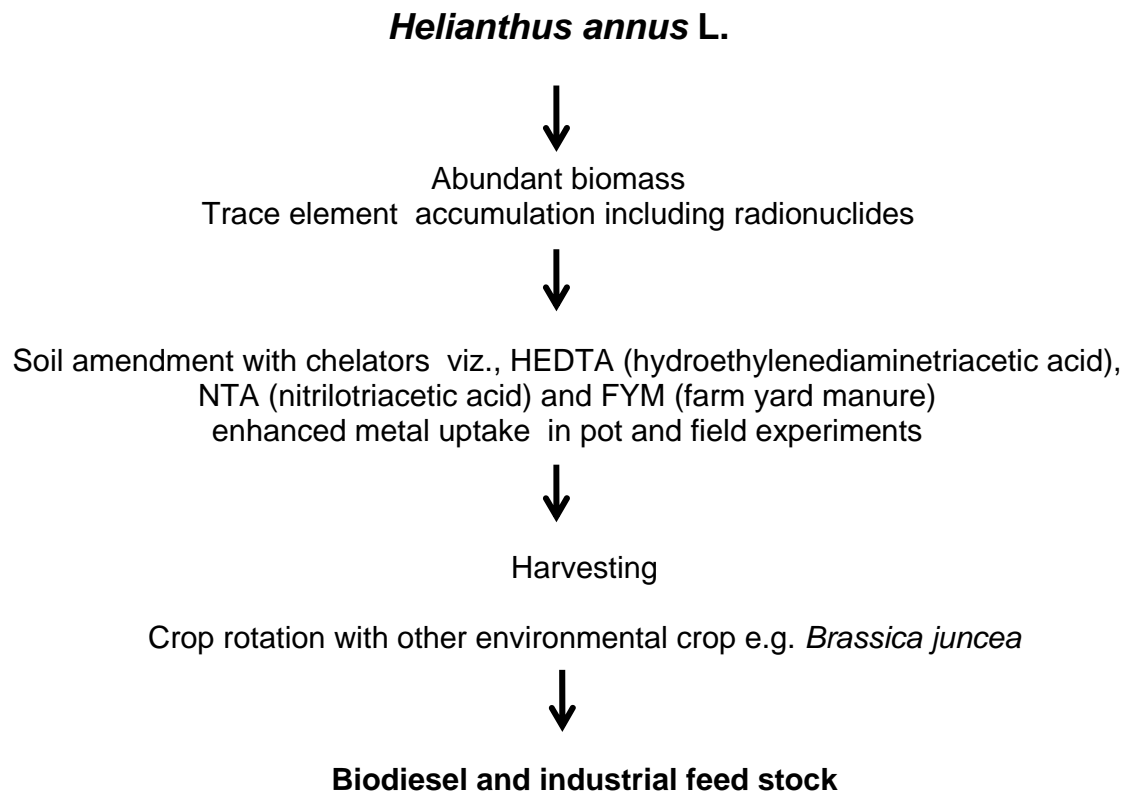 Helianthus annus L.
Abundant biomass
Trace element accumulation including radionuclides
Soil amendment with chelators viz., HEDTA (hydroethylenediaminetriacetic acid),
NTA (nitrilotriacetic acid) and FYM (farm yard manure)
enhanced metal uptake in pot and field experiments
Harvesting
Crop rotation with other environmental crop e.g. Brassica juncea
Biodiesel and industrial feed stock